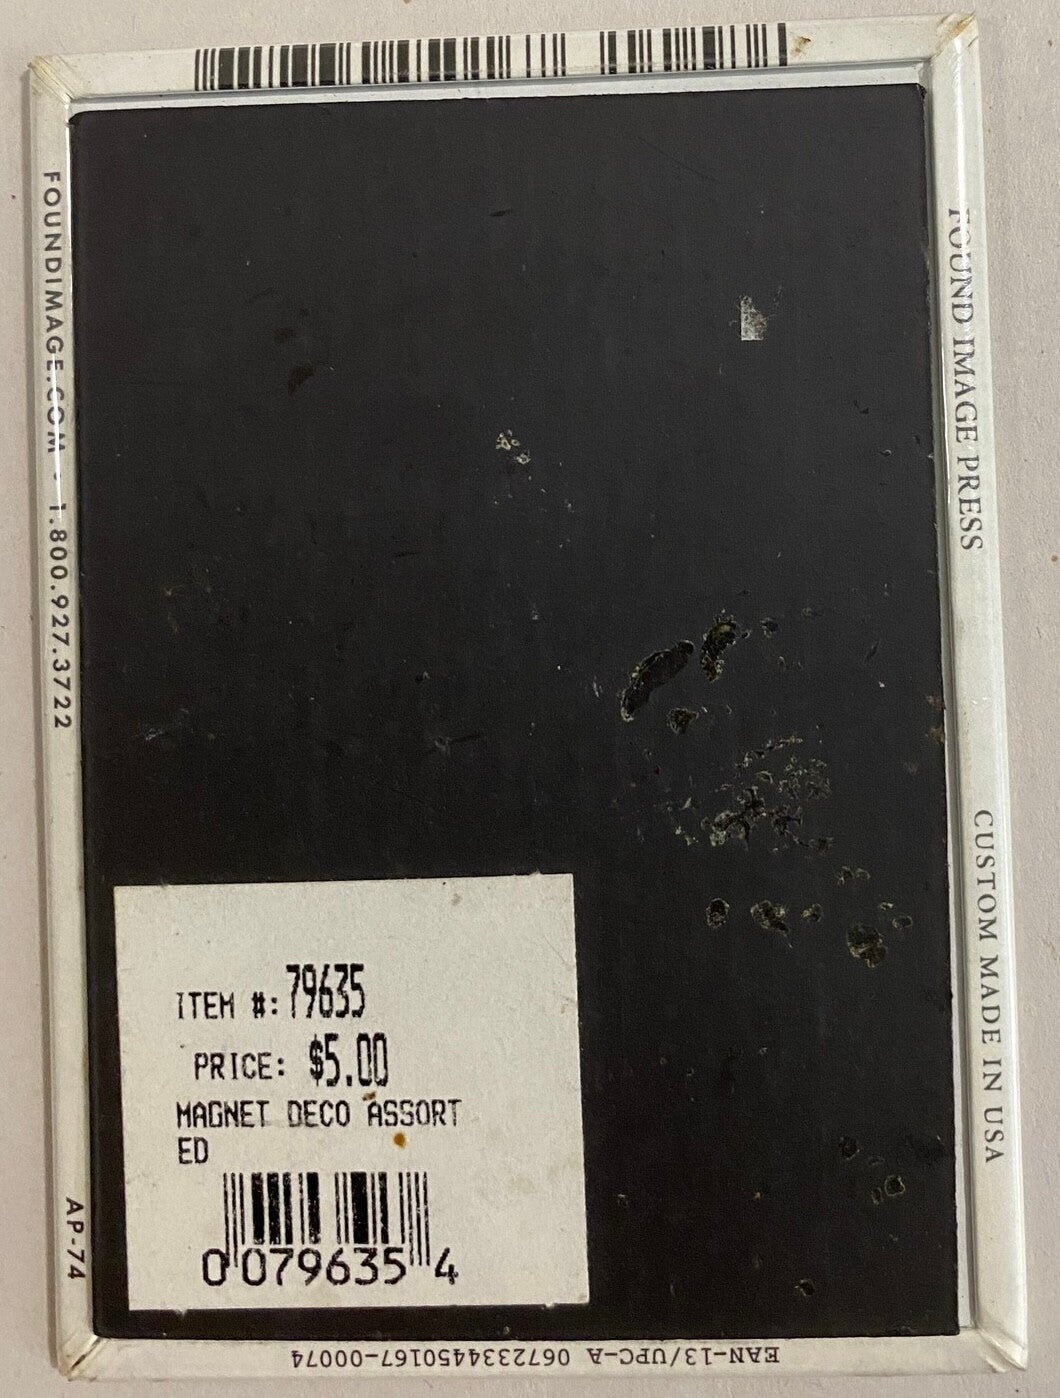 EAN
FOUNDIMAGE.COM • 1.800.927.3722
AP-74
FOUND IMAGE PRESS
CUSTOM MADE IN USA
ITEM #: 79635
PRICE: $5.00
MAGNET DECO ASSORT
ED
0 079635 4
EAN-13/UPC-A 0672334450167-00074